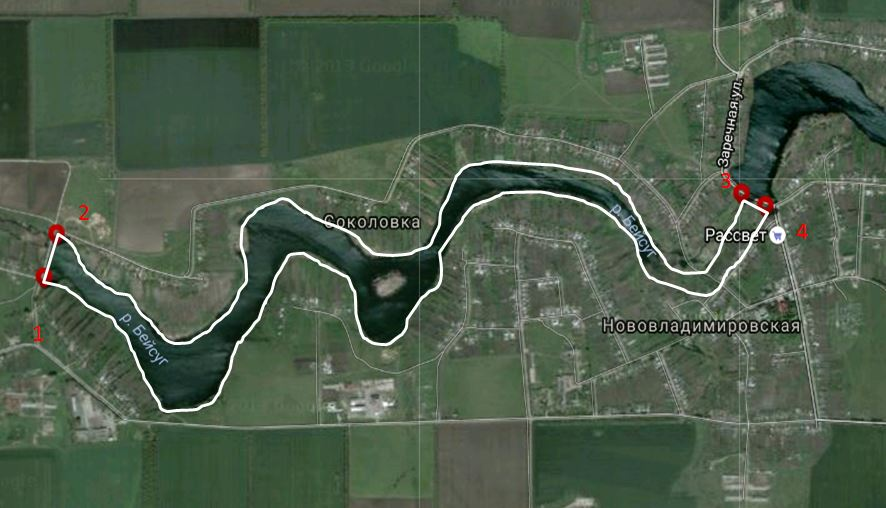 Заречная ул.
3
2
Соколовка
р. Бейсуг
Рассвет
4
Нововладимировская
1
р. Бейсуг